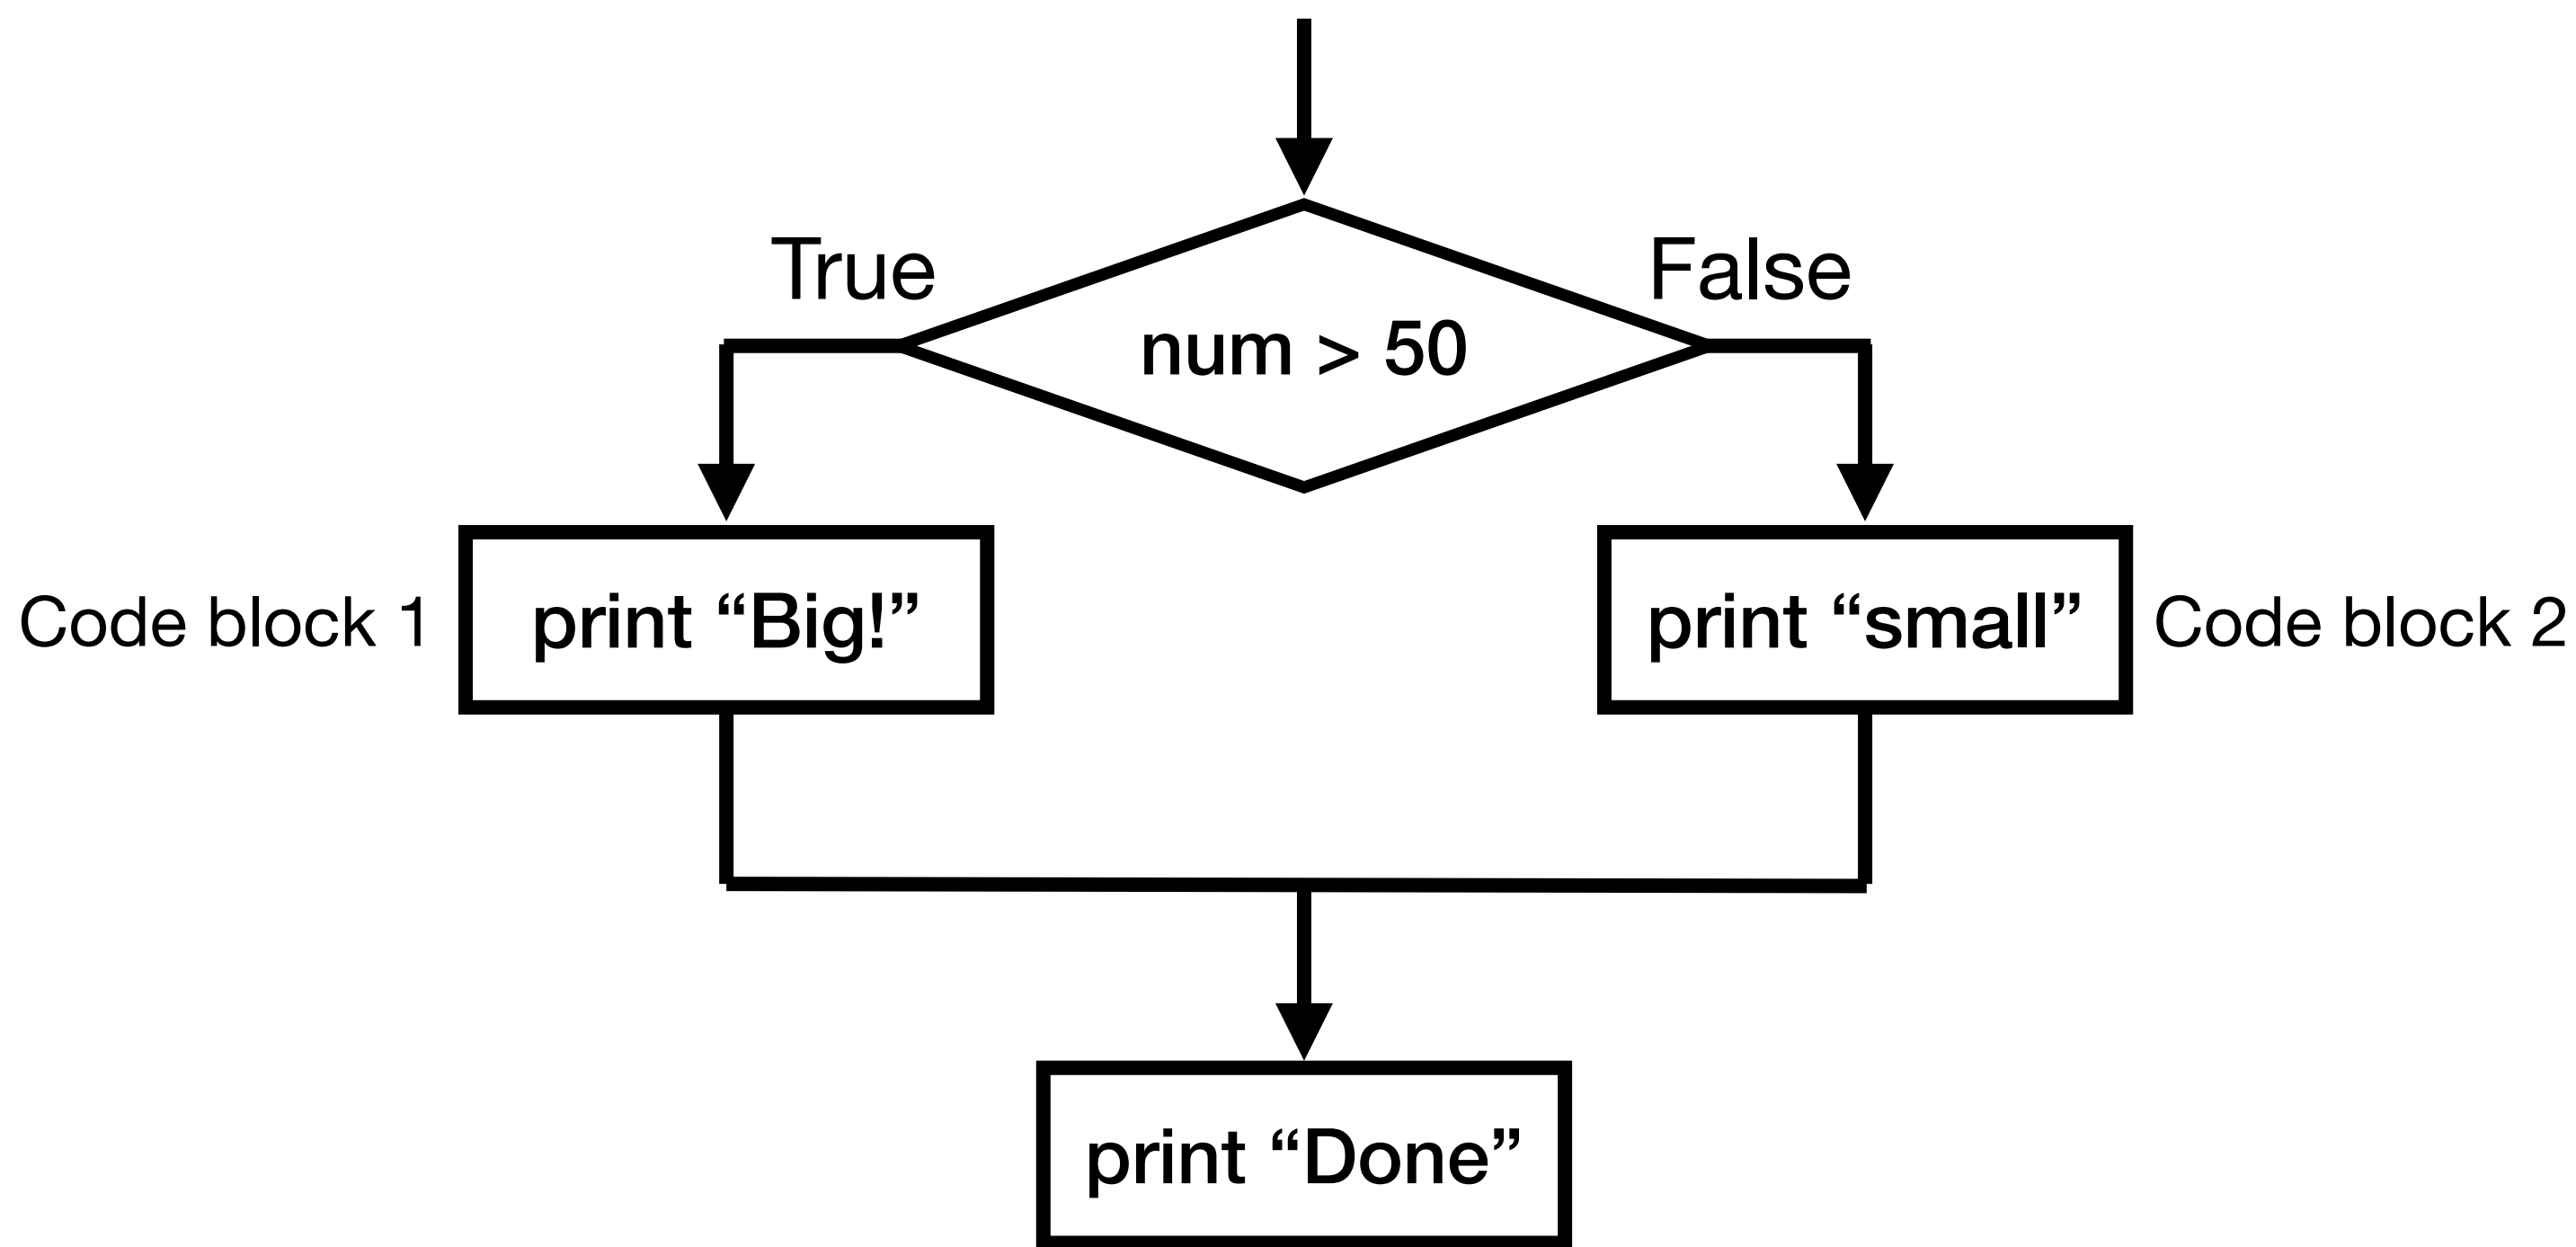 True
False
num > 50
Code block 1
print “Big!”
print “small”
Code block 2
print “Done”